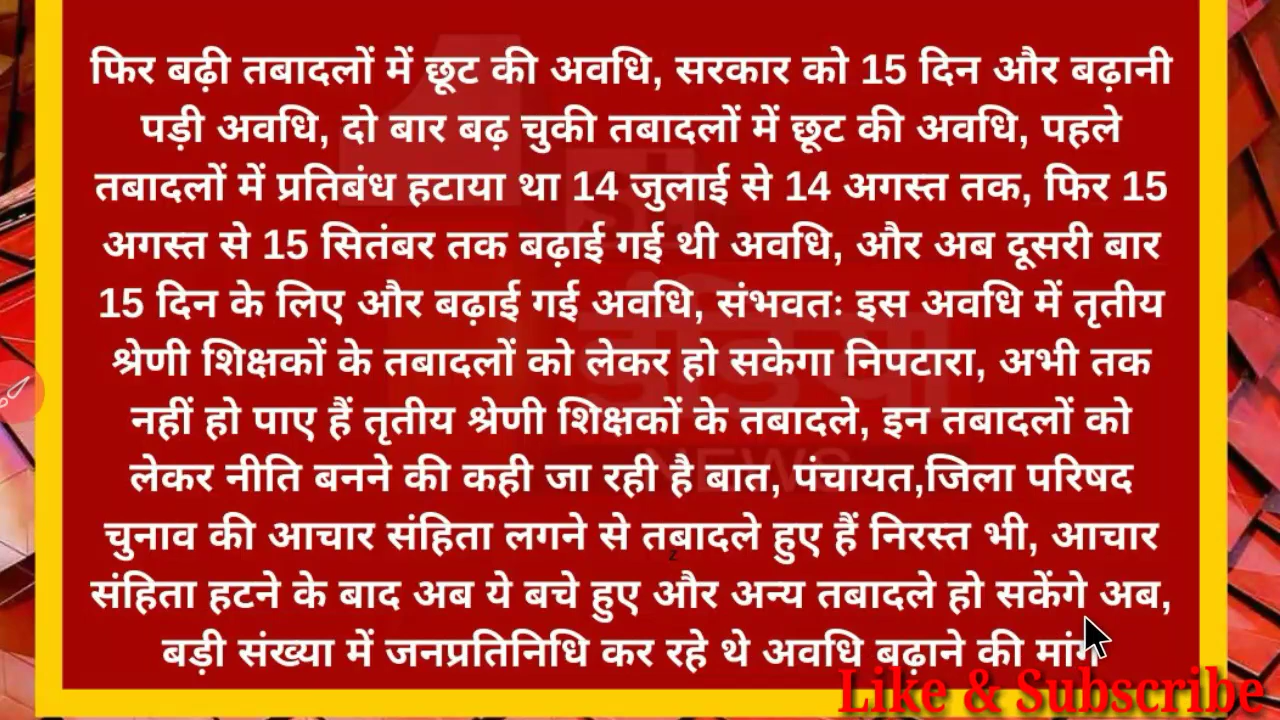 फिर बढ़ी तबादलों में छूट की अवधि, सरकार को 15 दिन और बढ़ानी
पड़ी अवधि, दो बार बढ़ चुकी तबादलों में छूट की अवधि, पहले
तबादलों में प्रतिबंध हटाया था 14 जुलाई से 14 अगस्त तक, फिर 15
अगस्त से 15 सितंबर तक बढ़ाई गई थी अवधि, और अब दूसरी बार
15 दिन के लिए और बढ़ाई गई अवधि, संभवतः इस अवधि में तृतीय
श्रेणी शिक्षकों के तबादलों को लेकर हो सकेगा निपटारा, अभी तक
नहीं हो पाए हैं तृतीय श्रेणी शिक्षकों के तबादले, इन तबादलों को
लेकर नीति बनने की कही जा रही है बात, पंचायत,जिला परिषद
चुनाव की आचार संहिता लगने से तबादले हुए हैं निरस्त भी, आचार
संहिता हटने के बाद अब ये बचे हुए और अन्य तबादले हो सकेंगे अब,
बड़ी संख्या में जनप्रतिनिधि कर रहे थे अवधि बढ़ाने की मांग
Like & Subscribe
NEWS